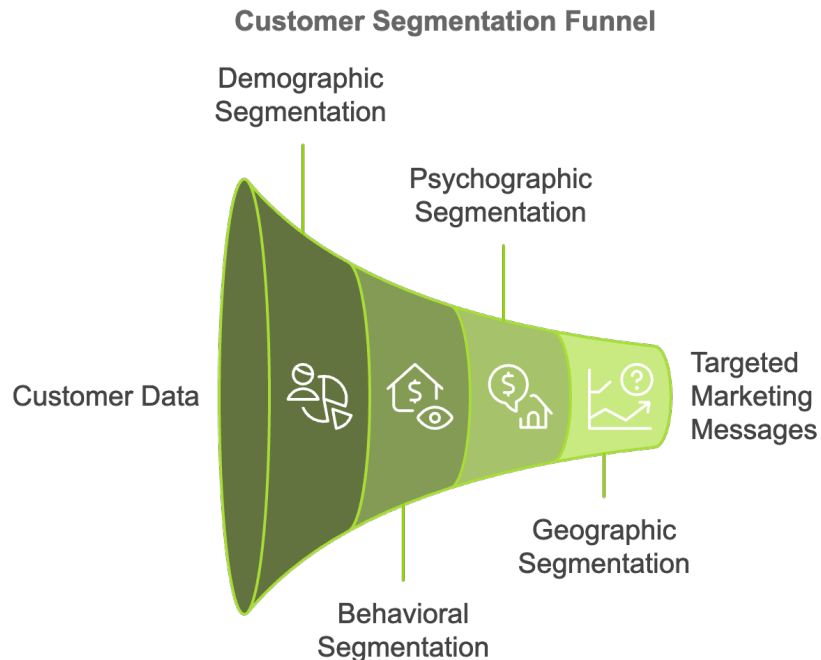 Customer Segmentation Funnel
Demographic
Segmentation
Psychographic
Segmentation
Customer Data
$
$
?
Targeted
Marketing
Messages
Geographic
Segmentation
Behavioral
Segmentation